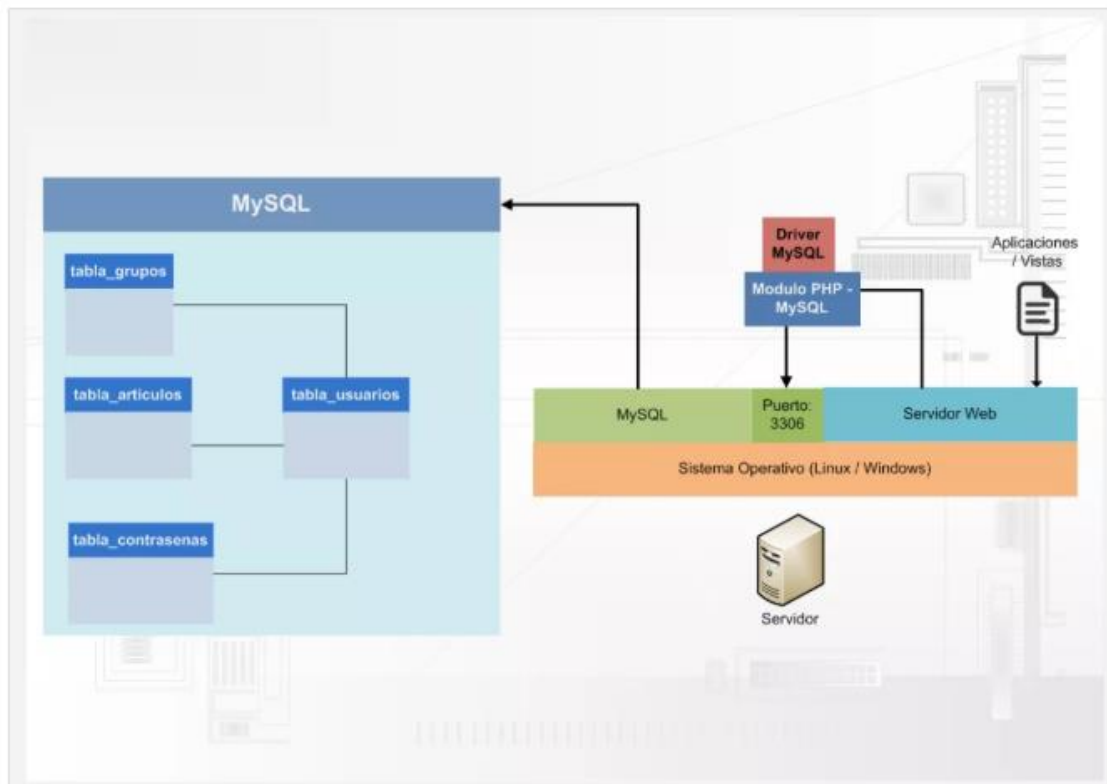 MySQL
tabla_grupos
tabla_articulos
tabla_usuarios
tabla_contrasenas
Driver
MySQL
Modulo PHP -
MySQL
Aplicaciones
/ Vistas
MySQL
Puerto:
3306
Servidor Web
Sistema Operativo (Linux / Windows)
Servidor